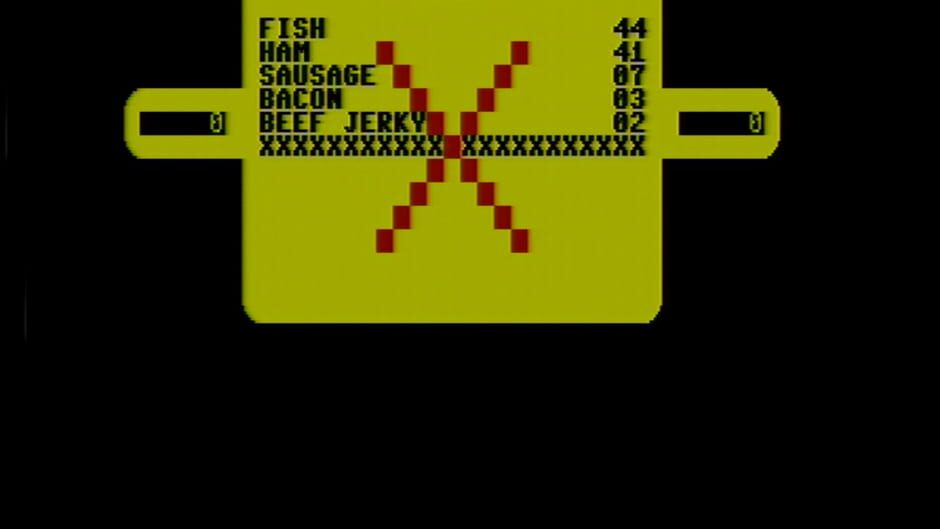 FISH 44
HAM 41
SAUSAGE 07
BACON 03
0 BEEF JERKY 02 0
XXXXXXXXXXX XXXXXXXXXXX